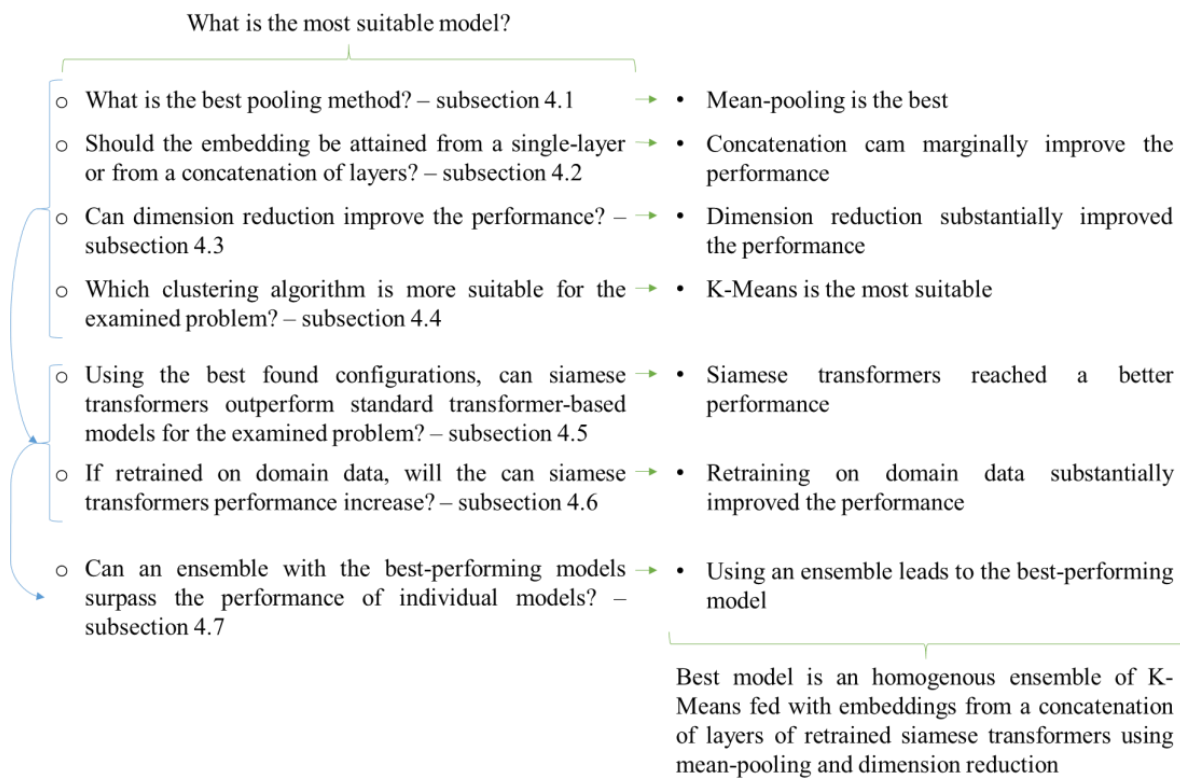 What is the most suitable model?
o What is the best pooling method? – subsection 4.1
• Mean-pooling is the best
o Should the embedding be attained from a single-layer
or from a concatenation of layers? – subsection 4.2
• Concatenation cam marginally improve the
performance
o Can dimension reduction improve the performance? –
subsection 4.3
• Dimension reduction substantially improved
the performance
o Which clustering algorithm is more suitable for the
examined problem? – subsection 4.4
• K-Means is the most suitable
o Using the best found configurations, can siamese
transformers outperform standard transformer-based
models for the examined problem? – subsection 4.5
• Siamese transformers reached a better
performance
o If retrained on domain data, will the can siamese
transformers performance increase? – subsection 4.6
• Retraining on domain data substantially
improved the performance
o Can an ensemble with the best-performing models
surpass the performance of individual models? –
subsection 4.7
• Using an ensemble leads to the best-performing
model
Best model is an homogenous ensemble of K-
Means fed with embeddings from a concatenation
of layers of retrained siamese transformers using
mean-pooling and dimension reduction